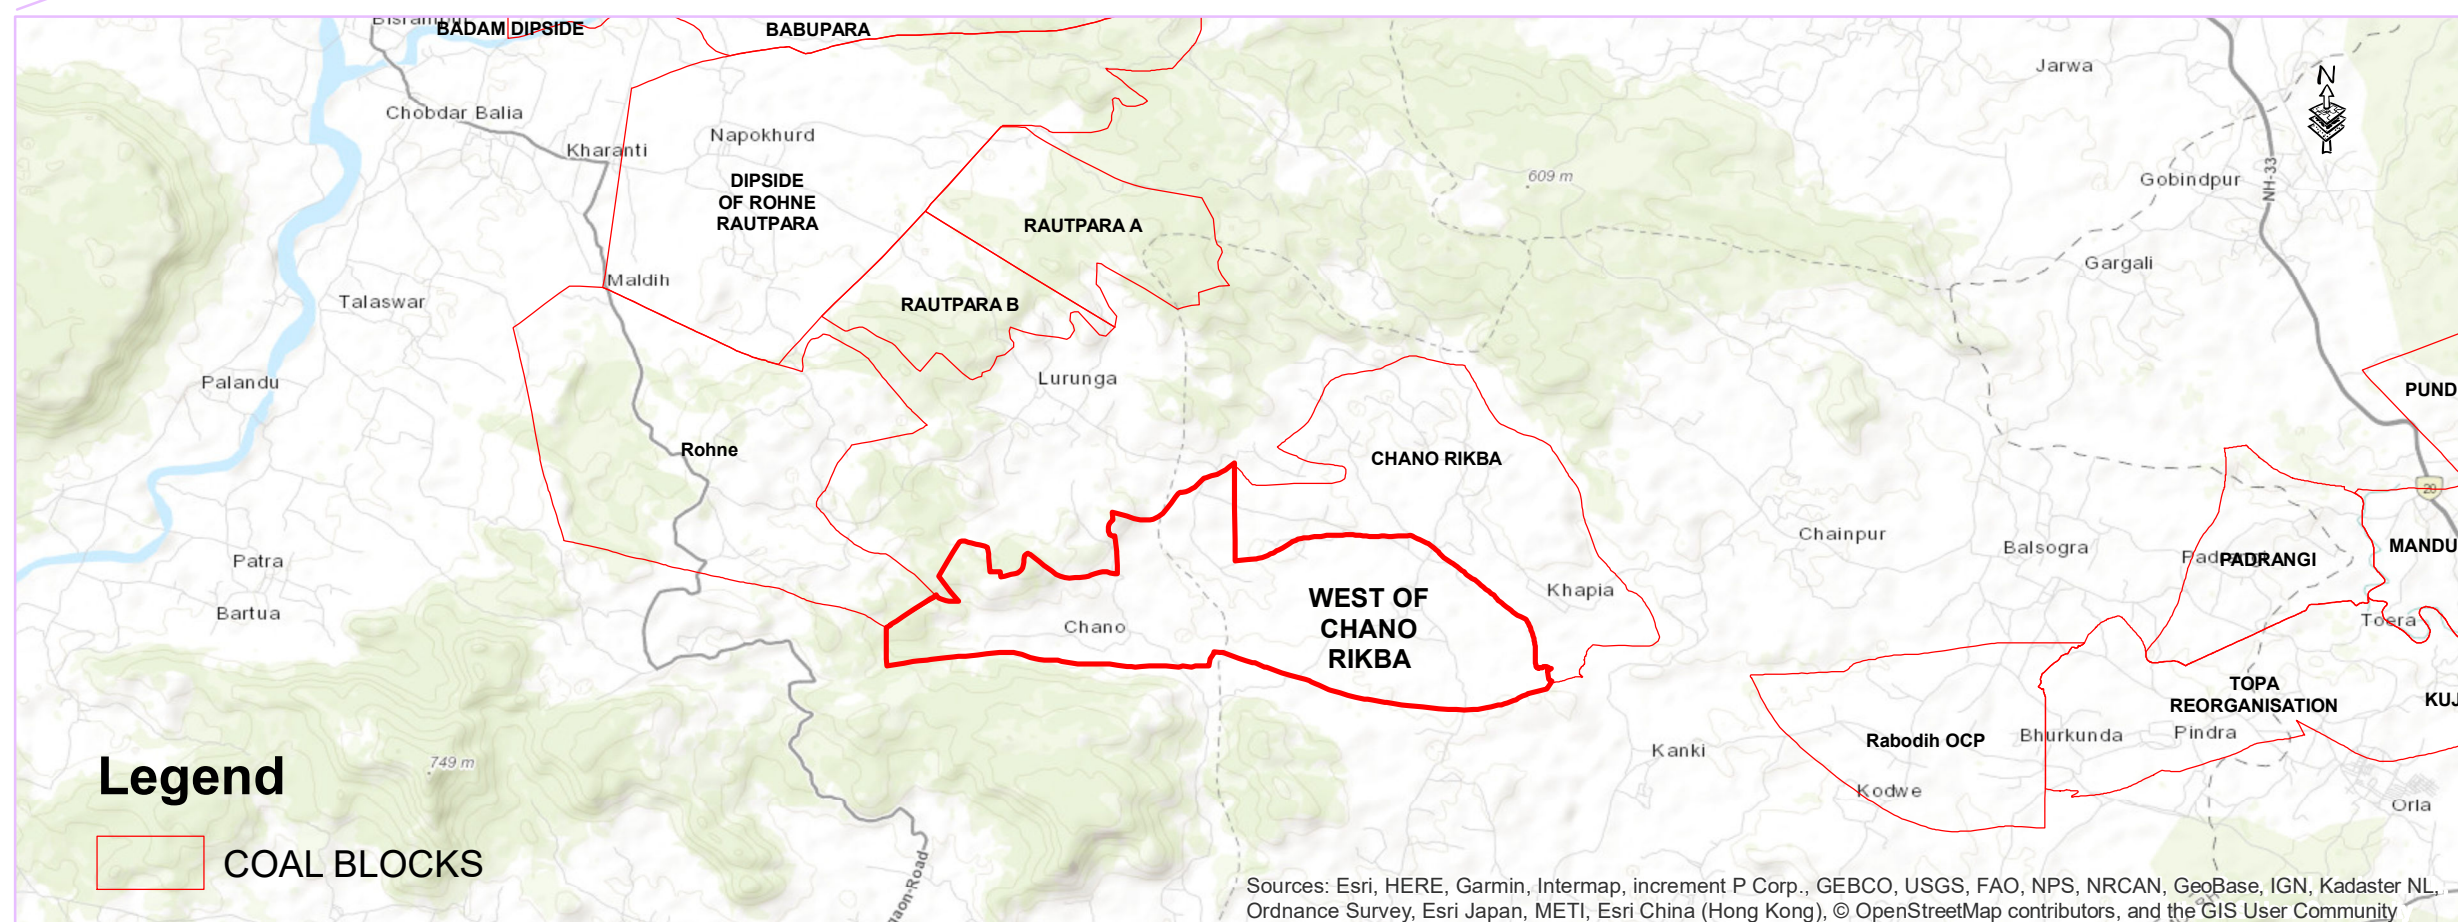 BADAM DIPSIDE
BABUPARA
Jarwa
N
Chobdar Balia
Napokhurd
Kharanti
609 m
Gobindpur
NH-33
DIPSIDE
OF ROHNE
RAUTPARA
RAUTPARA A
Gargali
Maldih
Talaswar
RAUTPARA B
Palandu
Lurunga
PUND
Rohne
CHANO RIKBA
20
Chainpur
Balsogra
MANDU
Patra
PADRANGI
Khapia
WEST OF
CHANO
RIKBA
Bartua
Chano
Toera
TOPA
REORGANISATION
KUJ
Rabodih OCP
Bhurkunda
Pindra
Kanki
749 m
Kodwe
Orla
Legend
COAL BLOCKS
Sources: Esri, HERE, Garmin, Intermap, increment P Corp., GEBCO, USGS, FAO, NPS, NRCAN, GeoBase, IGN, Kadaster NL,
Ordnance Survey, Esri Japan, METI, Esri China (Hong Kong), © OpenStreetMap contributors, and the GIS User Community